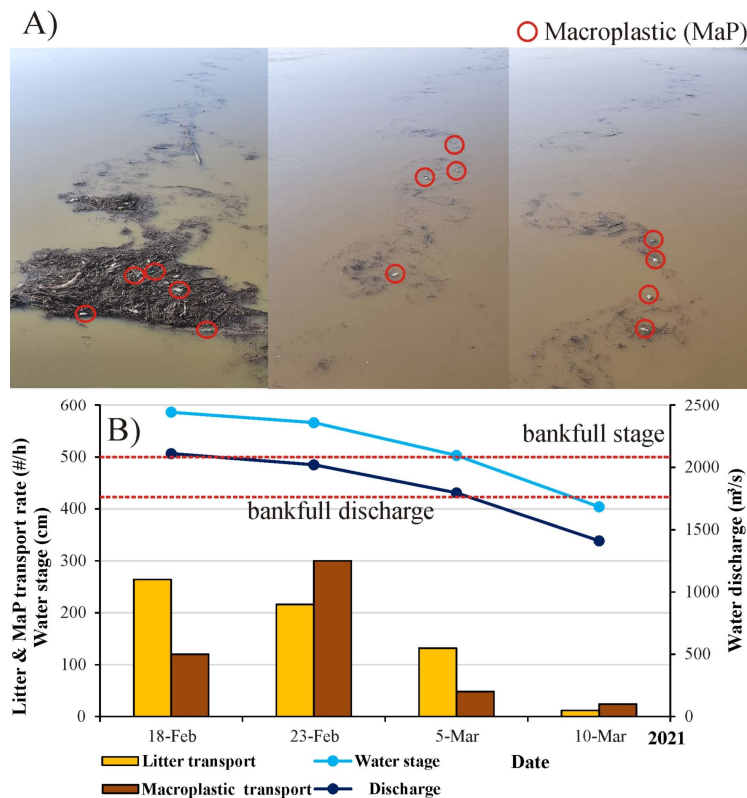 A)
Macroplastic (MaP)
B)
bankfull stage
bankfull discharge
Litter & MaP transport rate (#/h)
Water stage (cm)
600
500
400
300
200
100
0
Water discharge (m³/s)
2500
2000
1500
1000
500
0
18-Feb 23-Feb 5-Mar 10-Mar 2021
Date
Litter transport Water stage
Macroplastic transport Discharge